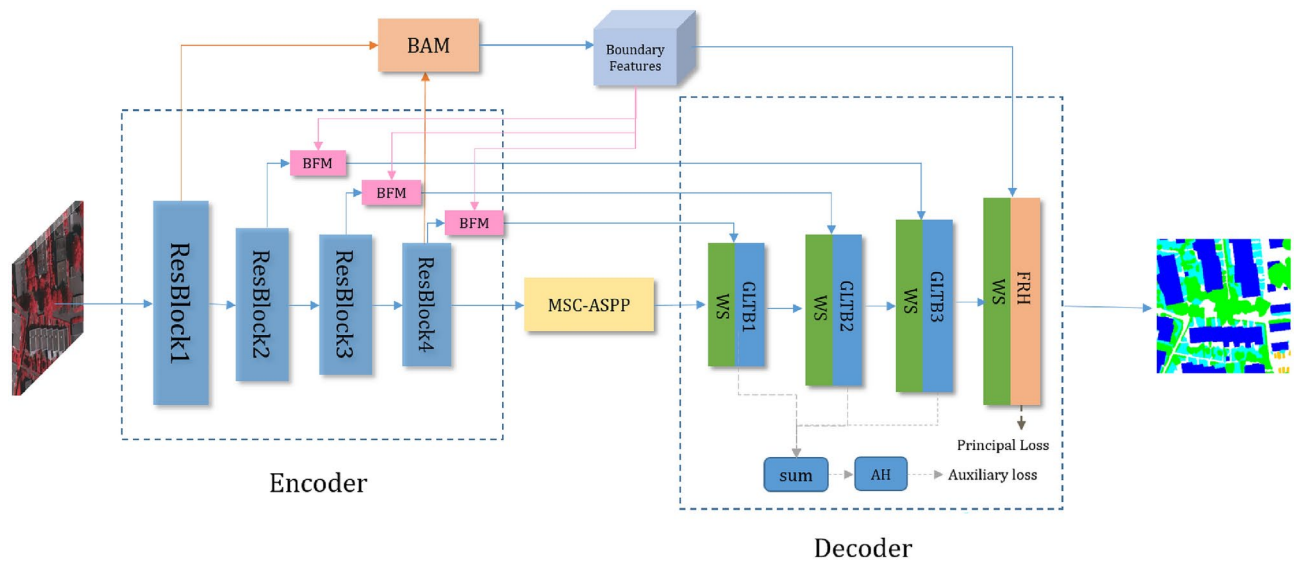 BAM
Boundary
Features
BFM
BFM
BFM
ResBlock1
ResBlock2
ResBlock3
ResBlock4
MSC-ASPP
WS
GLTB1
WS
GLTB2
WS
GLTB3
WS
FRH
Principal Loss
sum
AH
Auxiliary loss
Encoder
Decoder